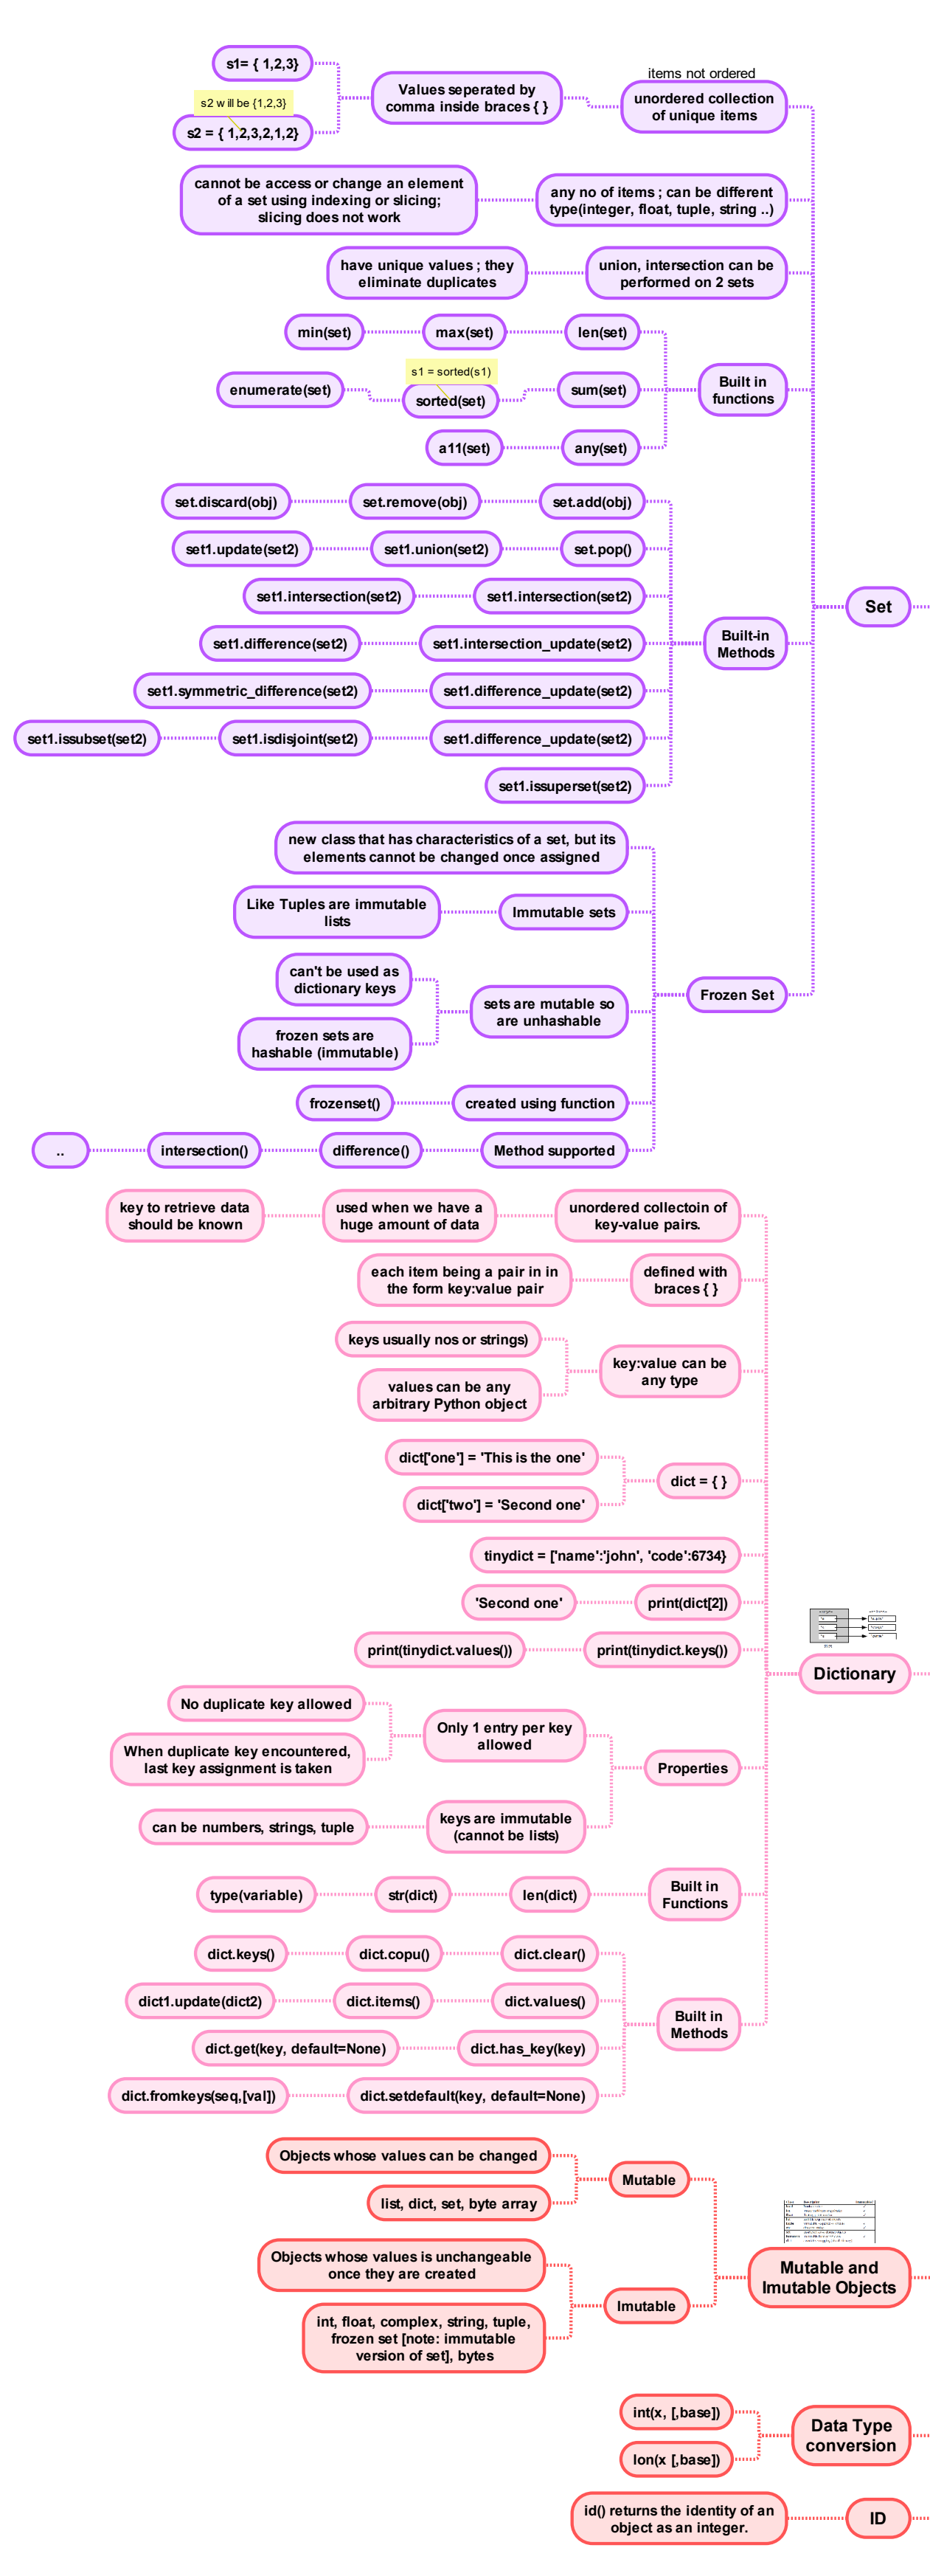 s1= { 1,2,3}
s2 will be {1,2,3}
s2 = { 1,2,3,2,1,2}
Values seperated by
comma inside braces { }
items not ordered
unordered collection
of unique items
cannot be access or change an element
of a set using indexing or slicing;
slicing does not work
any no of items ; can be different
type(integer, float, tuple, string ..)
have unique values ; they
eliminate duplicates
union, intersection can be
performed on 2 sets
min(set)
max(set)
len(set)
s1 = sorted(s1)
enumerate(set)
sorted(set)
sum(set)
a11(set)
any(set)
Built in
functions
set.discard(obj)
set.remove(obj)
set.add(obj)
set1.update(set2)
set1.union(set2)
set.pop()
set1.intersection(set2)
set1.intersection(set2)
set1.difference(set2)
set1.intersection_update(set2)
set1.symmetric_difference(set2)
set1.difference_update(set2)
set1.issubset(set2)
set1.isdisjoint(set2)
set1.difference_update(set2)
set1.issuperset(set2)
Built-in
Methods
Set
new class that has characteristics of a set, but its
elements cannot be changed once assigned
Like Tuples are immutable
lists
Immutable sets
can't be used as
dictionary keys
frozen sets are
hashable (immutable)
sets are mutable so
are unhashable
Frozen Set
frozenset()
created using function
..
intersection()
difference()
Method supported
key to retrieve data
should be known
used when we have a
huge amount of data
unordered collectoin of
key-value pairs.
each item being a pair in in
the form key:value pair
defined with
braces { }
keys usually nos or strings)
values can be any
arbitrary Python object
key:value can be
any type
dict['one'] = 'This is the one'
dict['two'] = 'Second one'
dict = { }
tinydict = ['name':'john', 'code':6734}
'Second one'
print(dict[2])
print(tinydict.values())
print(tinydict.keys())
Dictionary
No duplicate key allowed
When duplicate key encountered,
last key assignment is taken
Only 1 entry per key
allowed
can be numbers, strings, tuple
keys are immutable
(cannot be lists)
Properties
type(variable)
str(dict)
len(dict)
Built in
Functions
dict.keys()
dict.copu()
dict.clear()
dict1.update(dict2)
dict.items()
dict.values()
dict.get(key, default=None)
dict.has_key(key)
dict.fromkeys(seq,[val])
dict.setdefault(key, default=None)
Built in
Methods
Objects whose values can be changed
list, dict, set, byte array
Mutable
Objects whose values is unchangeable
once they are created
int, float, complex, string, tuple,
frozen set [note: immutable
version of set], bytes
Imutable
Mutable and
Imutable Objects
int(x, [,base])
lon(x [,base])
Data Type
conversion
id() returns the identity of an
object as an integer.
ID